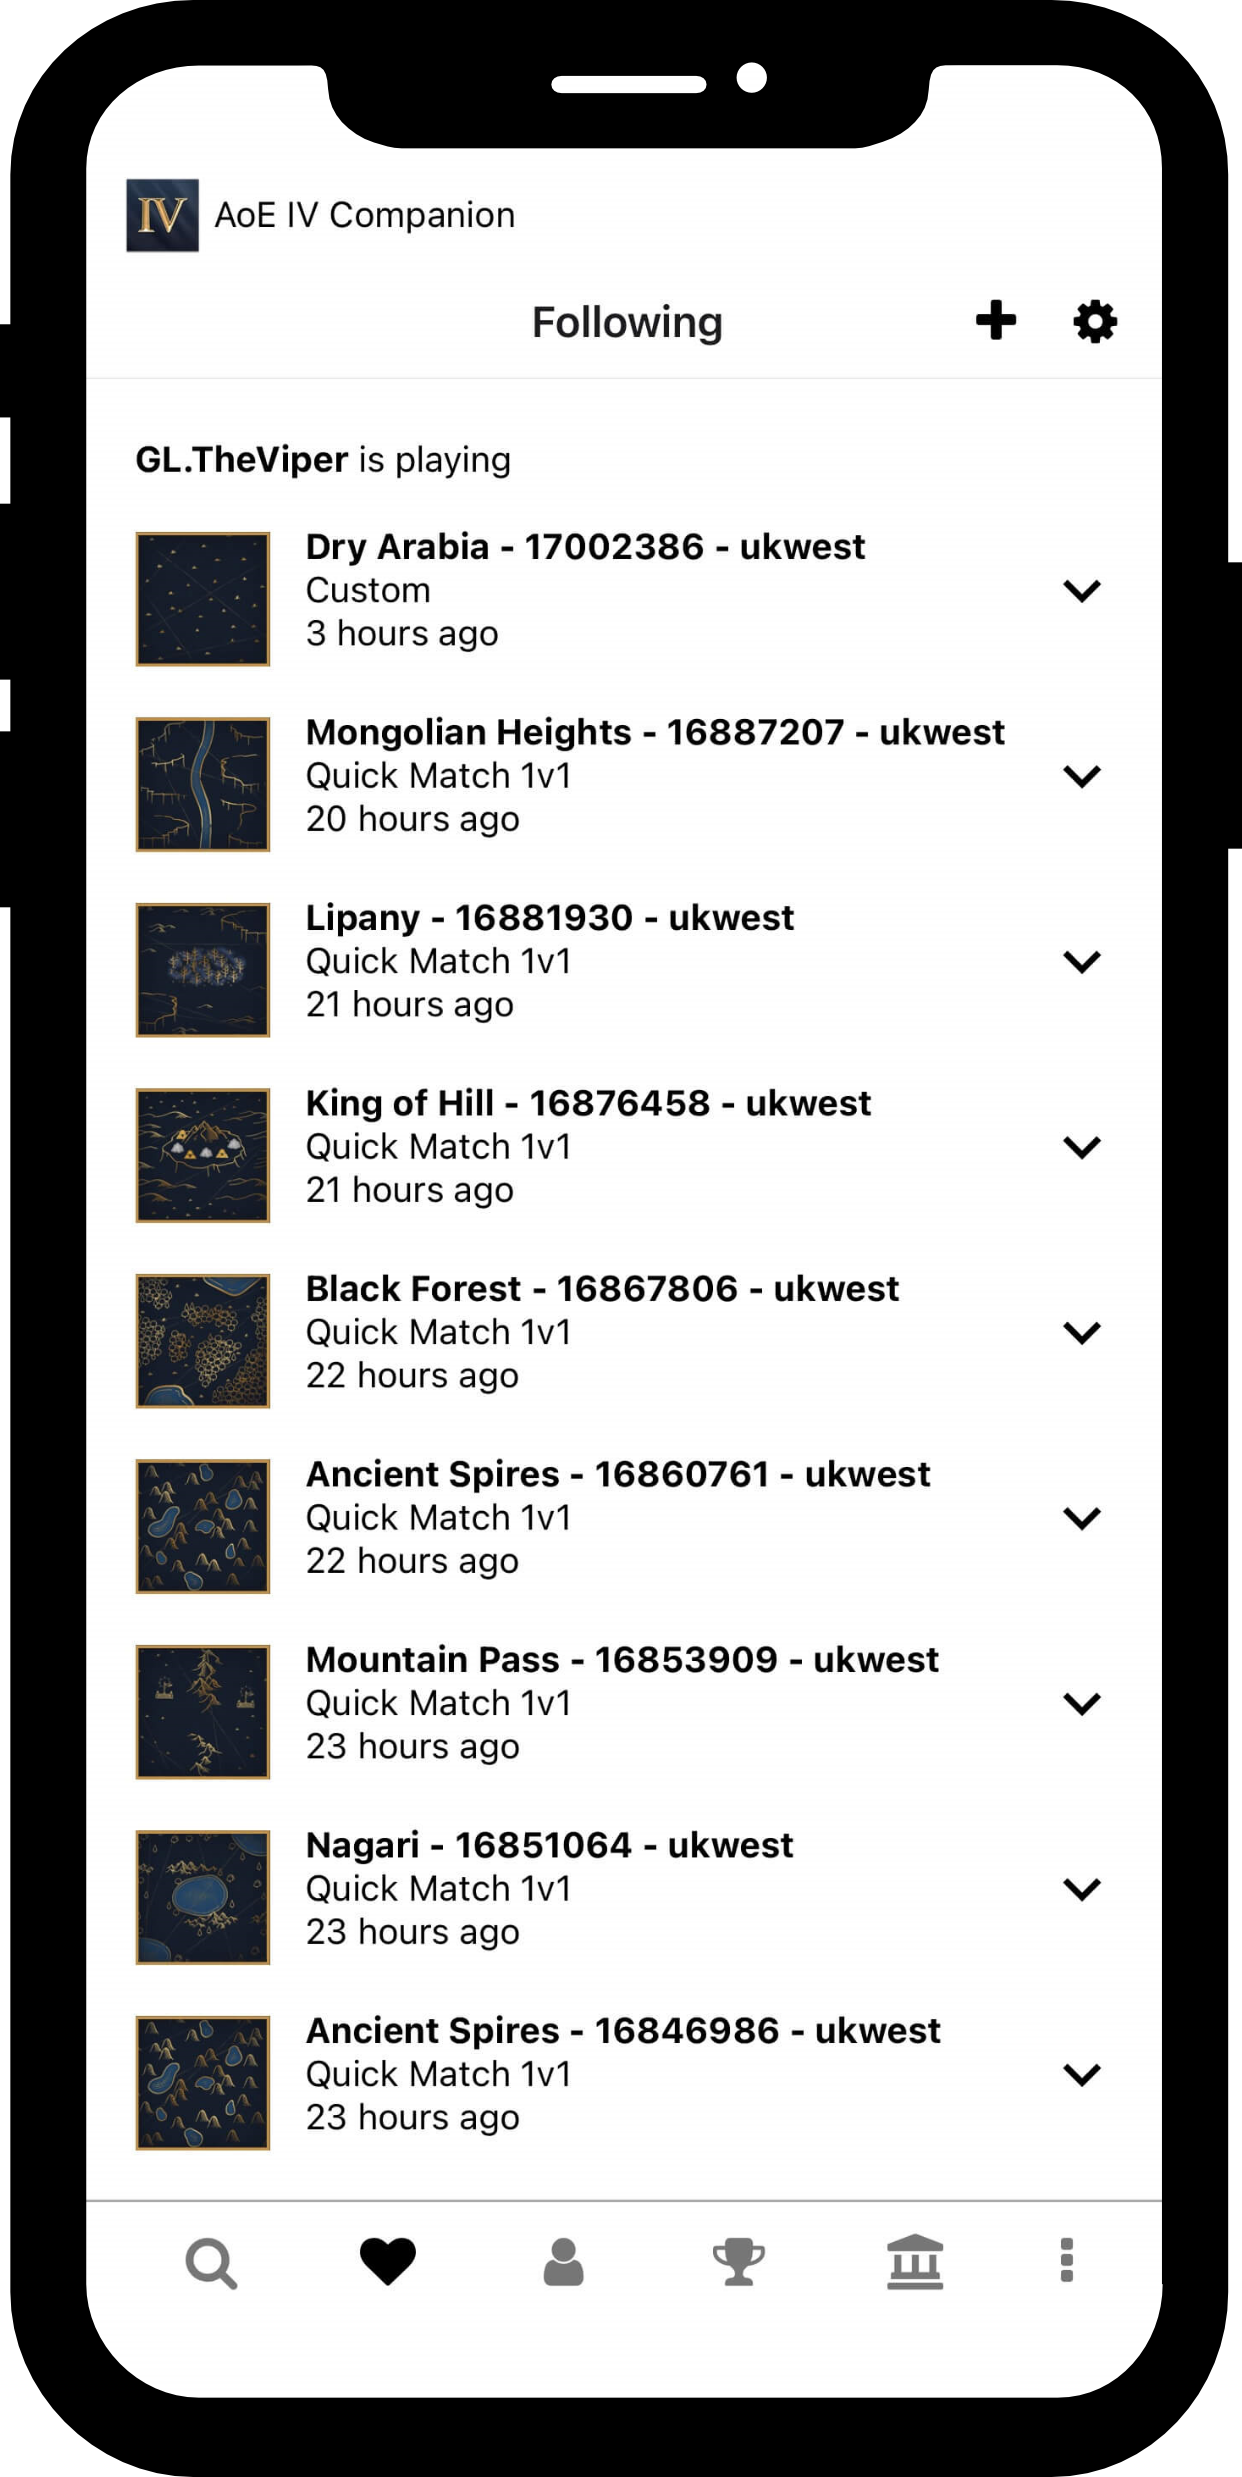 IV AoE IV Companion
Following
GL.TheViper is playing
Dry Arabia - 17002386 - ukwest
Custom
3 hours ago
Mongolian Heights - 16887207 - ukwest
Quick Match 1v1
20 hours ago
Lipany - 16881930 - ukwest
Quick Match 1v1
21 hours ago
King of Hill - 16876458 - ukwest
Quick Match 1v1
21 hours ago
Black Forest - 16867806 - ukwest
Quick Match 1v1
22 hours ago
Ancient Spires - 16860761 - ukwest
Quick Match 1v1
22 hours ago
Mountain Pass - 16853909 - ukwest
Quick Match 1v1
23 hours ago
Nagari - 16851064 - ukwest
Quick Match 1v1
23 hours ago
Ancient Spires - 16846986 - ukwest
Quick Match 1v1
23 hours ago